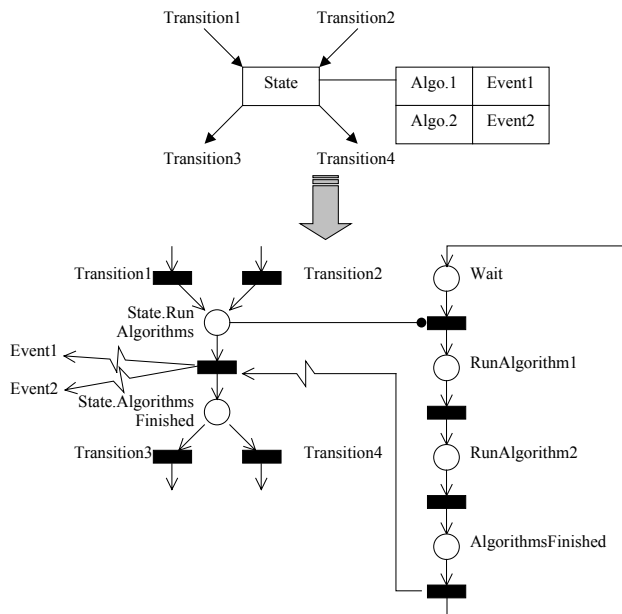 Transition1
Transition2
State
Algo.1
Event1
Algo.2
Event2
Transition3
Transition4
Transition1
Transition2
Wait
State.Run
Algorithms
Event1
RunAlgorithm1
Event2
State.Algorithms
Finished
Transition3
Transition4
RunAlgorithm2
AlgorithmsFinished